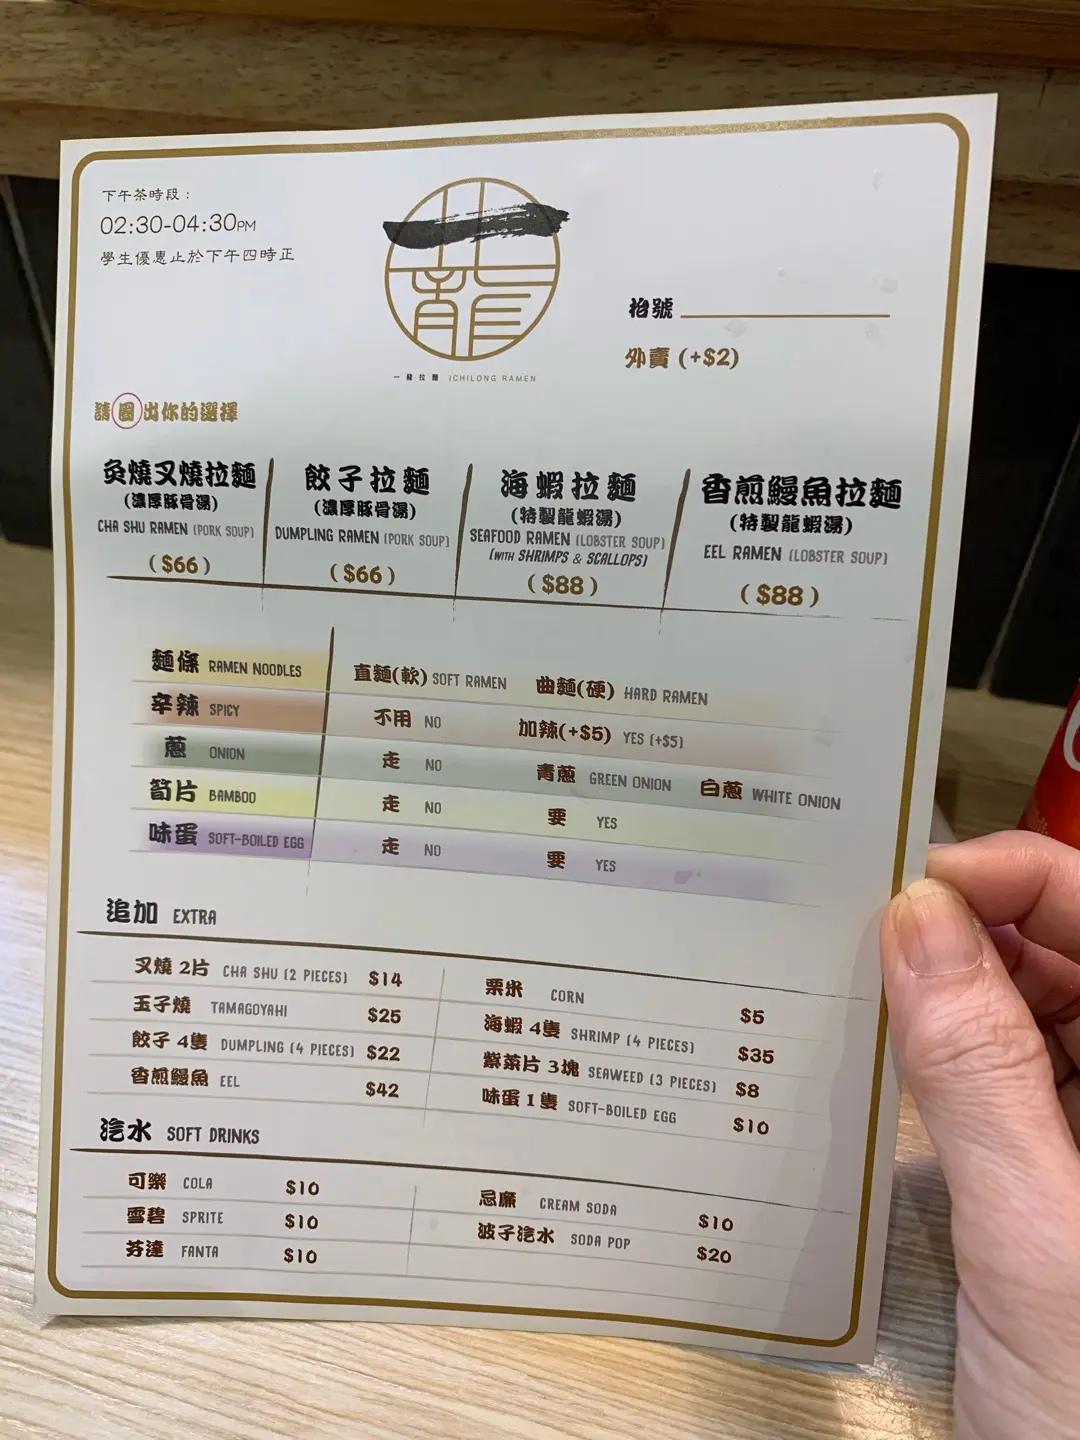 下午茶時段：
02:30-04:30PM
學生優惠止於下午四時正
一龍拉麵 ICHILONG RAMEN
枱號
外賣 (+$2)
請圈出你的選擇
炙燒叉燒拉麵
(濃厚豚骨湯)
CHA SHU RAMEN (PORK SOUP)
($66)
餃子拉麵
(濃厚豚骨湯)
DUMPLING RAMEN (PORK SOUP)
($66)
海蝦拉麵
(特製龍蝦湯)
SEAFOOD RAMEN (LOBSTER SOUP)
(WITH SHRIMPS & SCALLOPS)
($88)
香煎鰻魚拉麵
(特製龍蝦湯)
EEL RAMEN (LOBSTER SOUP)
($88)
麵條 RAMEN NOODLES 直麵(軟) SOFT RAMEN 曲麵(硬) HARD RAMEN
辛辣 SPICY 不用 NO 加辣(+$5) YES (+$5)
蔥 ONION 走 NO 青蔥 GREEN ONION 白蔥 WHITE ONION
筍片 BAMBOO 走 NO 要 YES
味蛋 SOFT-BOILED EGG 走 NO 要 YES
追加 EXTRA
叉燒 2片 CHA SHU (2 PIECES) $14
玉子燒 TAMAGOYAHI $25
餃子 4隻 DUMPLING (4 PIECES) $22
香煎鰻魚 EEL $42
粟米 CORN $5
海蝦 4隻 SHRIMP (4 PIECES) $35
紫菜片 3塊 SEAWEED (3 PIECES) $8
味蛋 1隻 SOFT-BOILED EGG $10
汽水 SOFT DRINKS
可樂 COLA $10
雪碧 SPRITE $10
芬達 FANTA $10
忌廉 CREAM SODA $10
波子汽水 SODA POP $20